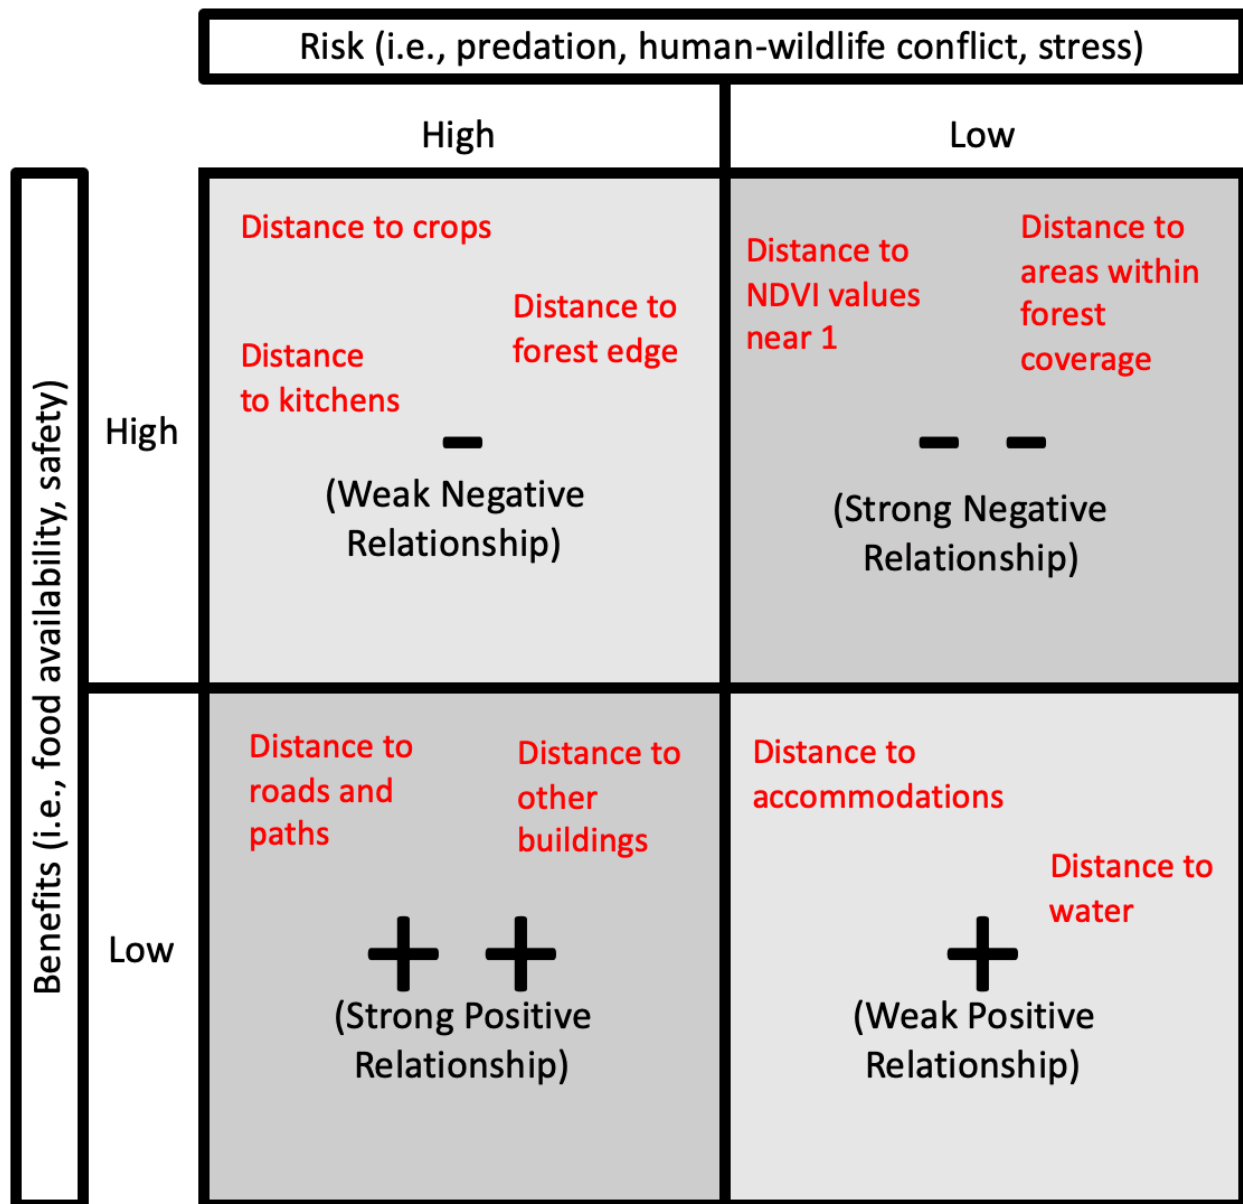 Risk (i.e., predation, human-wildlife conflict, stress)
High
Low
Benefits (i.e., food availability, safety)
High
Distance to crops
Distance to
forest edge
Distance
to kitchens
-
(Weak Negative
Relationship)
Distance to
NDVI values
near 1
Distance to
areas within
forest
coverage
- -
(Strong Negative
Relationship)
Low
Distance to
roads and
paths
Distance to
other
buildings
+ +
(Strong Positive
Relationship)
Distance to
accommodations
Distance to
water
+
(Weak Positive
Relationship)